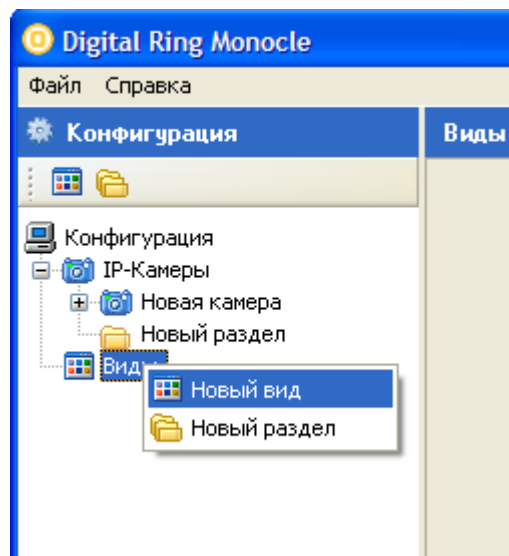 Digital Ring Monocle
Файл Справка
Конфигурация
Виды
Конфигурация
IP-Камеры
Новая камера
Новый раздел
Виды
Новый вид
Новый раздел